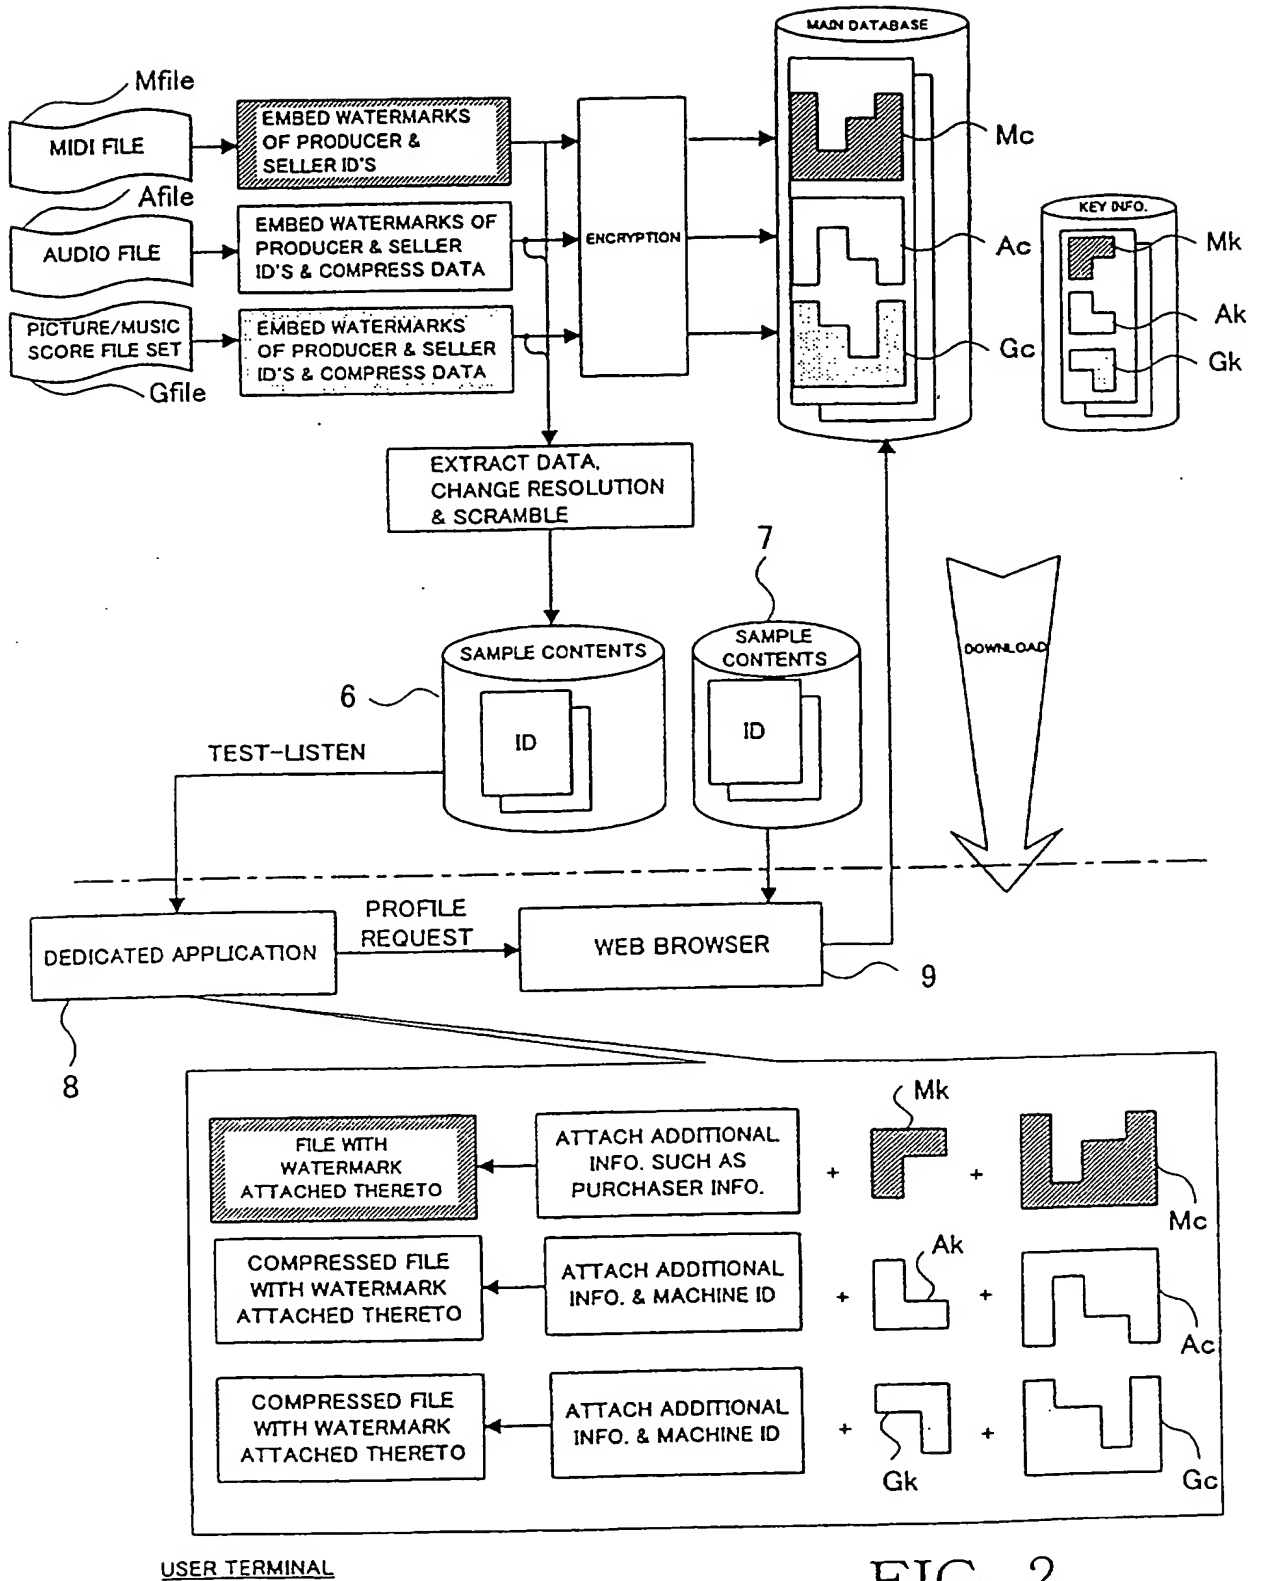 MAIN DATABASE
Mfile
MIDI FILE
EMBED WATERMARKS
OF PRODUCER &
SELLER ID'S
Mc
Afile
AUDIO FILE
EMBED WATERMARKS OF
PRODUCER & SELLER
ID'S & COMPRESS DATA
ENCRYPTION
Ac
KEY INFO.
Mk
Ak
Gk
PICTURE/MUSIC
SCORE FILE SET
EMBED WATERMARKS
OF PRODUCER & SELLER
ID'S & COMPRESS DATA
Gc
Gfile
EXTRACT DATA,
CHANGE RESOLUTION
& SCRAMBLE
7
SAMPLE CONTENTS
SAMPLE
CONTENTS
DOWNLOAD
6
ID
ID
TEST-LISTEN
PROFILE
REQUEST
DEDICATED APPLICATION
WEB BROWSER
9
8
Mk
FILE WITH
WATERMARK
ATTACHED THERETO
ATTACH ADDITIONAL
INFO. SUCH AS
PURCHASER INFO.
+
+
Mc
COMPRESSED FILE
WITH WATERMARK
ATTACHED THERETO
ATTACH ADDITIONAL
INFO. & MACHINE ID
+
Ak
+
Ac
COMPRESSED FILE
WITH WATERMARK
ATTACHED THERETO
ATTACH ADDITIONAL
INFO. & MACHINE ID
+
Gk
+
Gc
USER TERMINAL
FIG. 2